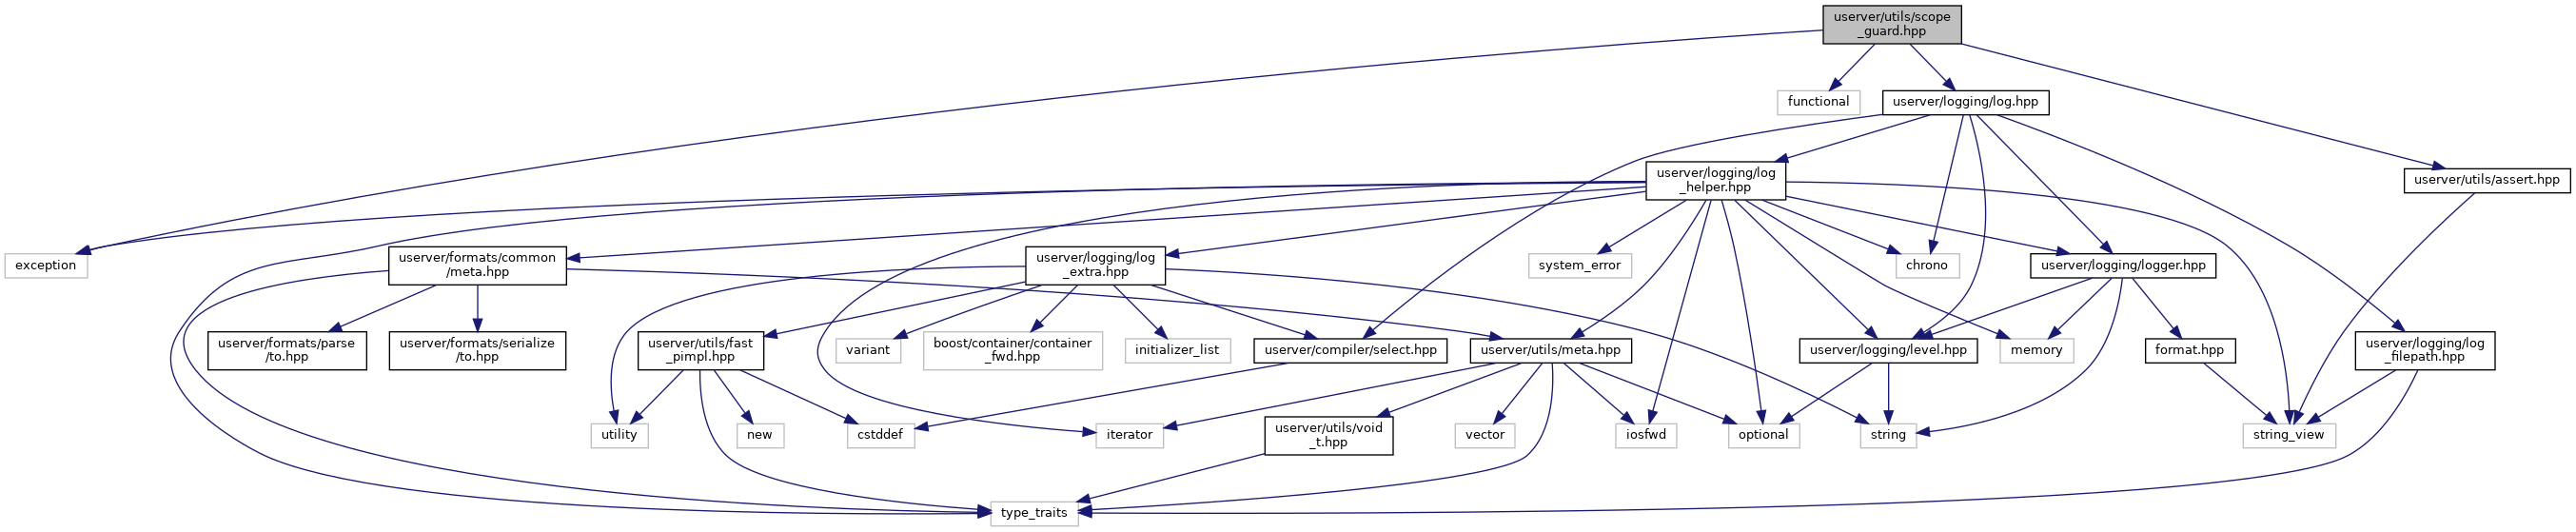 userver/utils/scope
_guard.hpp
functional
userver/logging/log.hpp
userver/logging/log
_helper.hpp
userver/utils/assert.hpp
exception
userver/formats/common
/meta.hpp
userver/logging/log
_extra.hpp
system_error
chrono
userver/logging/logger.hpp
userver/formats/parse
/to.hpp
userver/formats/serialize
/to.hpp
userver/utils/fast
_pimpl.hpp
variant
boost/container/container
_fwd.hpp
initializer_list
userver/compiler/select.hpp
userver/utils/meta.hpp
userver/logging/level.hpp
memory
format.hpp
userver/logging/log
_filepath.hpp
utility
new
cstddef
iterator
userver/utils/void
_t.hpp
vector
iosfwd
optional
string
string_view
type_traits